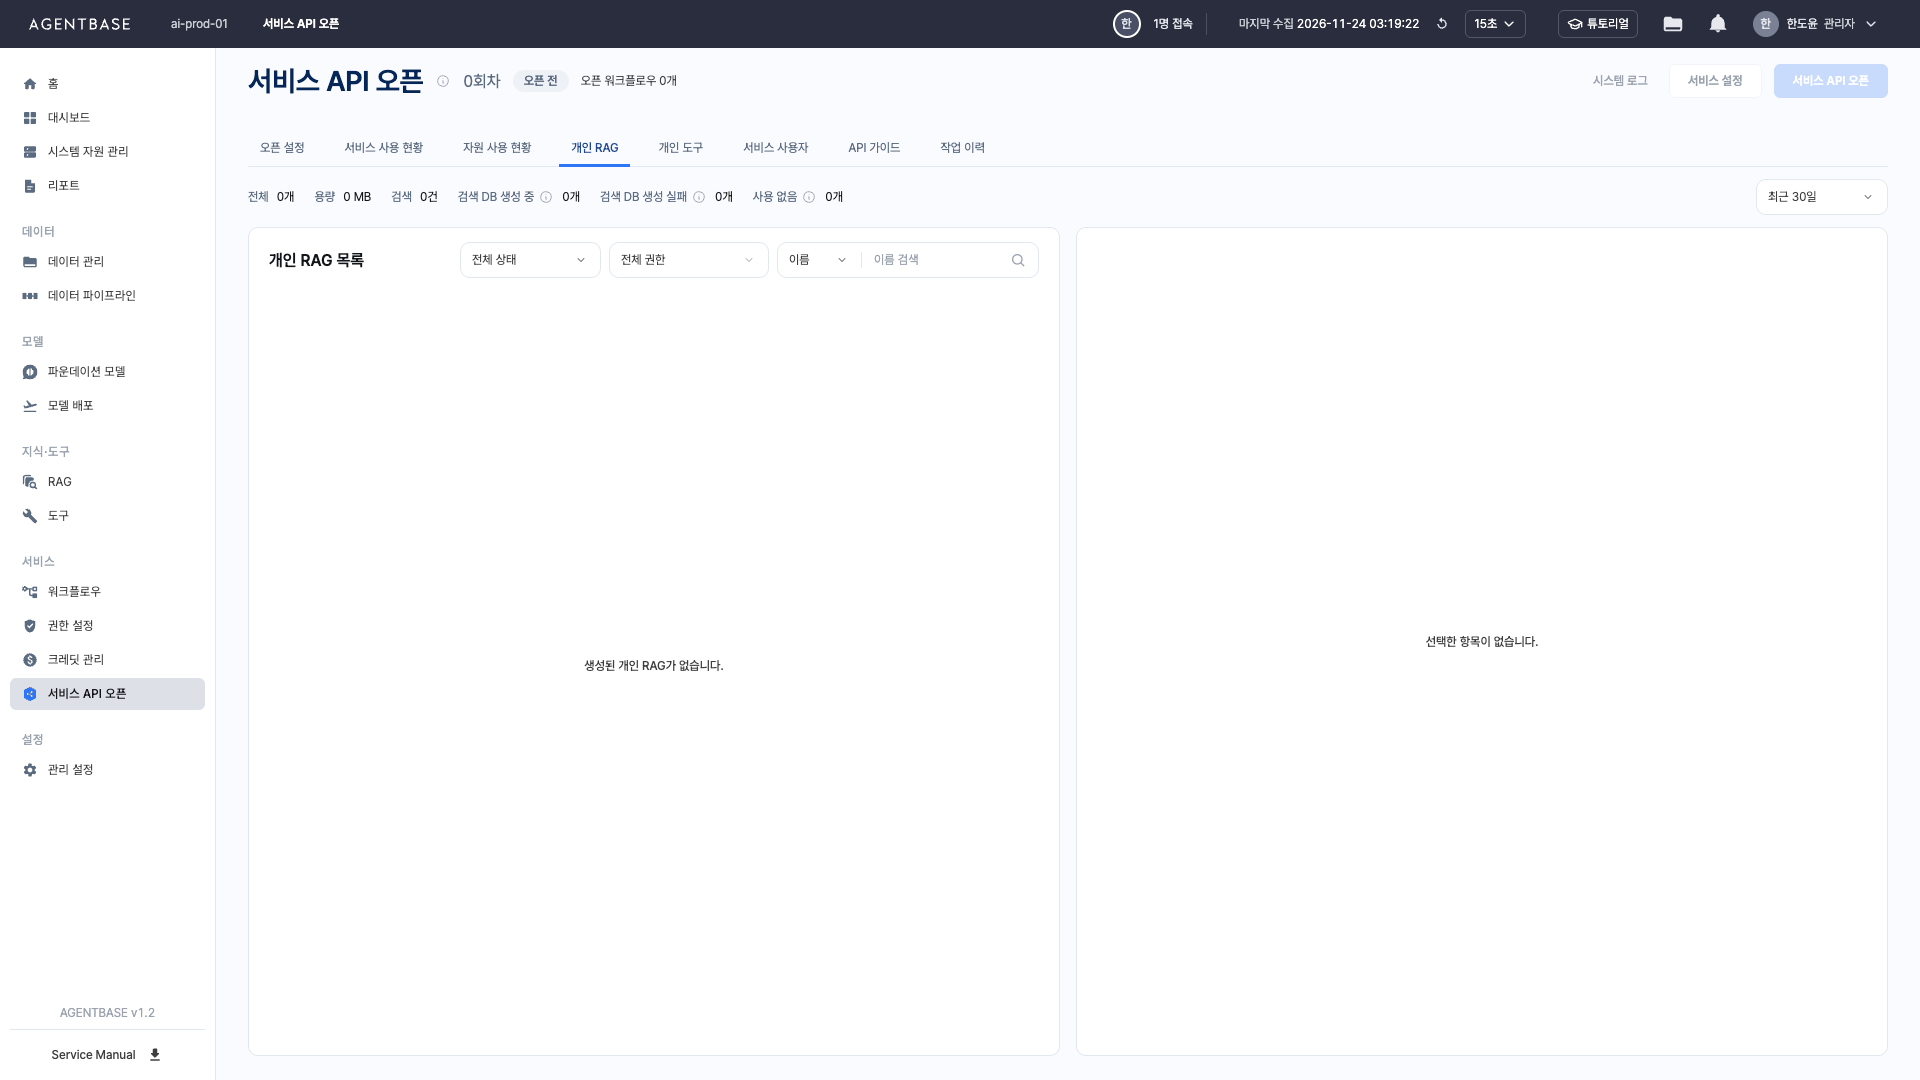 AGENTBASE ai-prod-01 서비스 API 오픈 한 1명 접속 마지막 수집 2026-11-24 03:19:22 15초 튜토리얼 한 한도윤 관리자
홈
대시보드
시스템 자원 관리
리포트
데이터
데이터 관리
데이터 파이프라인
모델
파운데이션 모델
모델 배포
지식·도구
RAG
도구
서비스
워크플로우
권한 설정
크레딧 관리
서비스 API 오픈
설정
관리 설정
AGENTBASE v1.2
Service Manual
서비스 API 오픈 0회차 오픈 전 오픈 워크플로우 0개 시스템 로그 서비스 설정 서비스 API 오픈
오픈 설정 서비스 사용 현황 자원 사용 현황 개인 RAG 개인 도구 서비스 사용자 API 가이드 작업 이력
전체 0개 용량 0 MB 검색 0건 검색 DB 생성 중 0개 검색 DB 생성 실패 0개 사용 없음 0개 최근 30일
개인 RAG 목록 전체 상태 전체 권한 이름 이름 검색
생성된 개인 RAG가 없습니다.
선택한 항목이 없습니다.